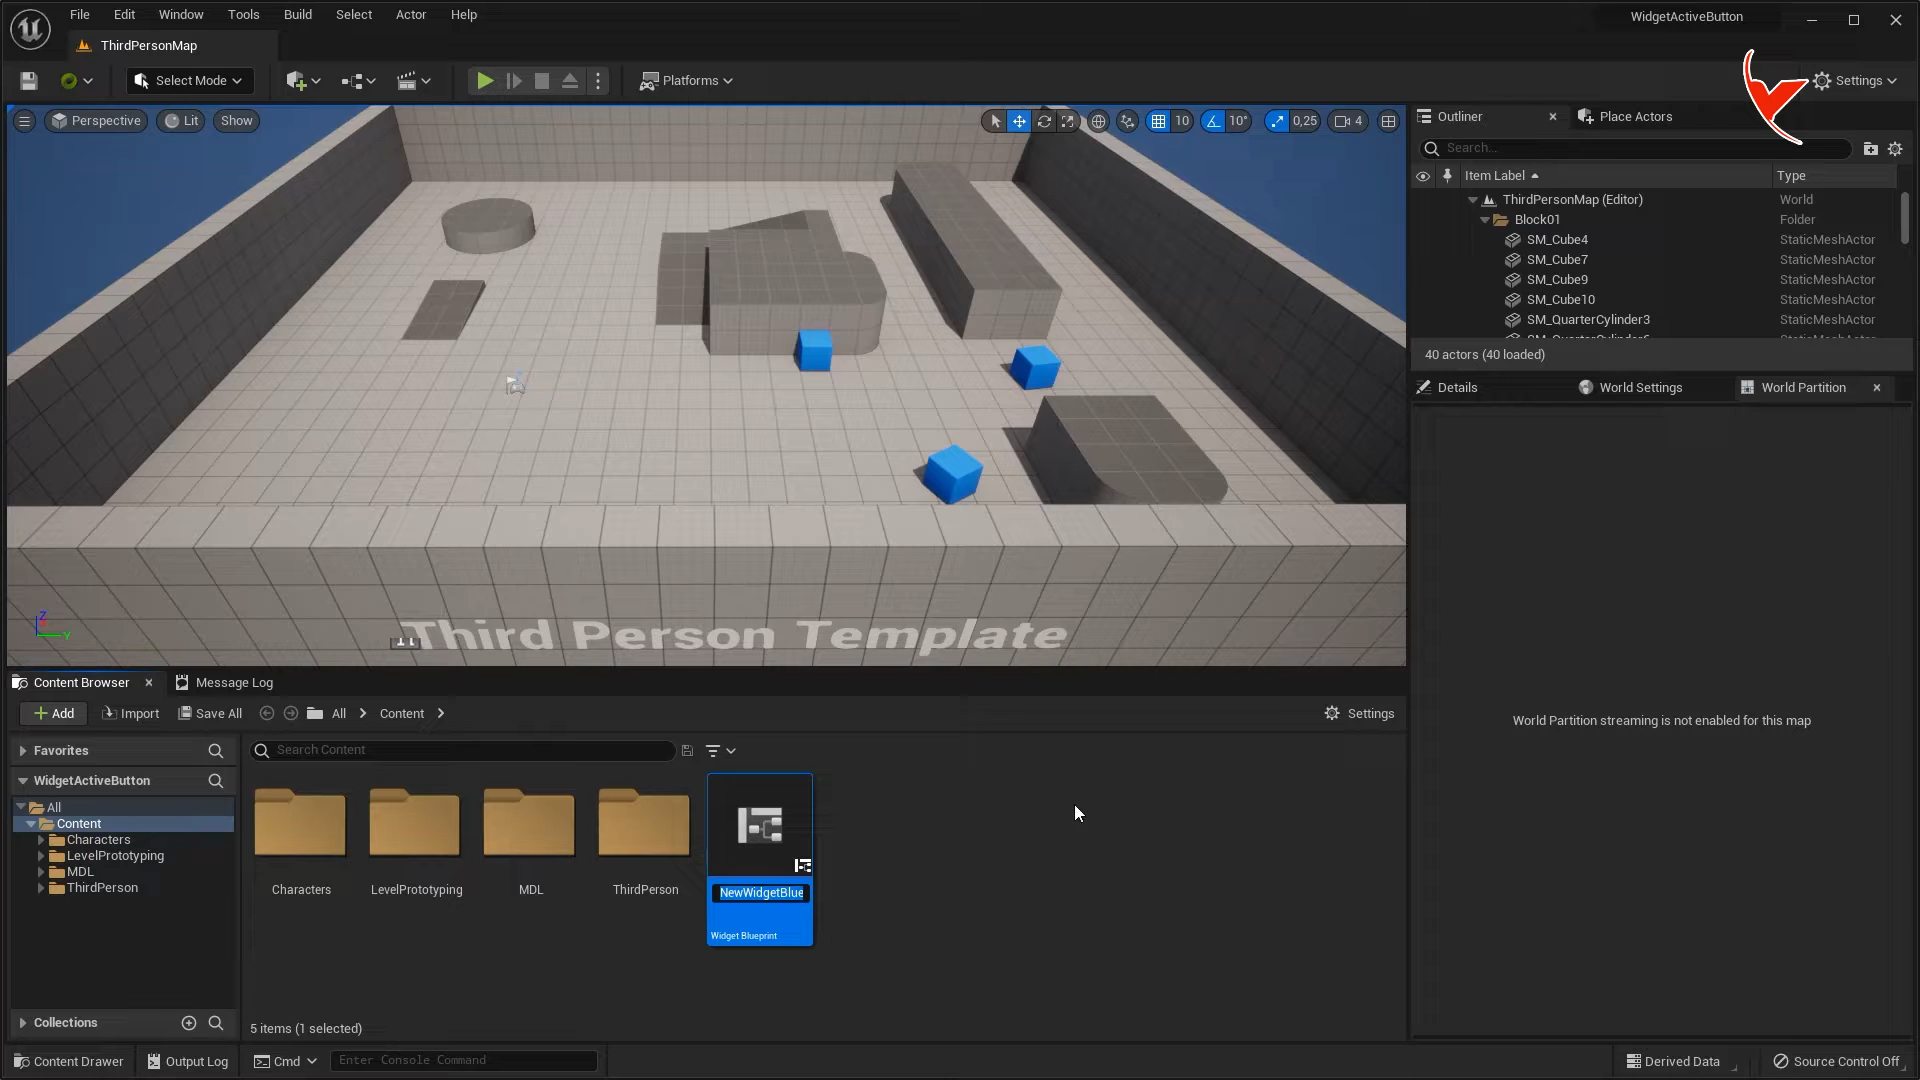 File Edit Window Tools Build Select Actor Help
WidgetActiveButton
ThirdPersonMap
Select Mode
Platforms
Settings
Perspective Lit Show
10 10° 0,25 4
Outliner Place Actors
Search...
Item Label Type
ThirdPersonMap (Editor) World
Block01 Folder
SM_Cube4 StaticMeshActor
SM_Cube7 StaticMeshActor
SM_Cube9 StaticMeshActor
SM_Cube10 StaticMeshActor
SM_QuarterCylinder3 StaticMeshActor
40 actors (40 loaded)
Details World Settings World Partition
World Partition streaming is not enabled for this map
Third Person Template
Z
Y
Content Browser Message Log
Add Import Save All All Content Settings
Favorites
Search Content
WidgetActiveButton
All
Content
Characters
LevelPrototyping
MDL
ThirdPerson
Characters LevelPrototyping MDL ThirdPerson NewWidgetBlue
Widget Blueprint
Collections
5 items (1 selected)
Content Drawer Output Log Cmd Enter Console Command Derived Data Source Control Off